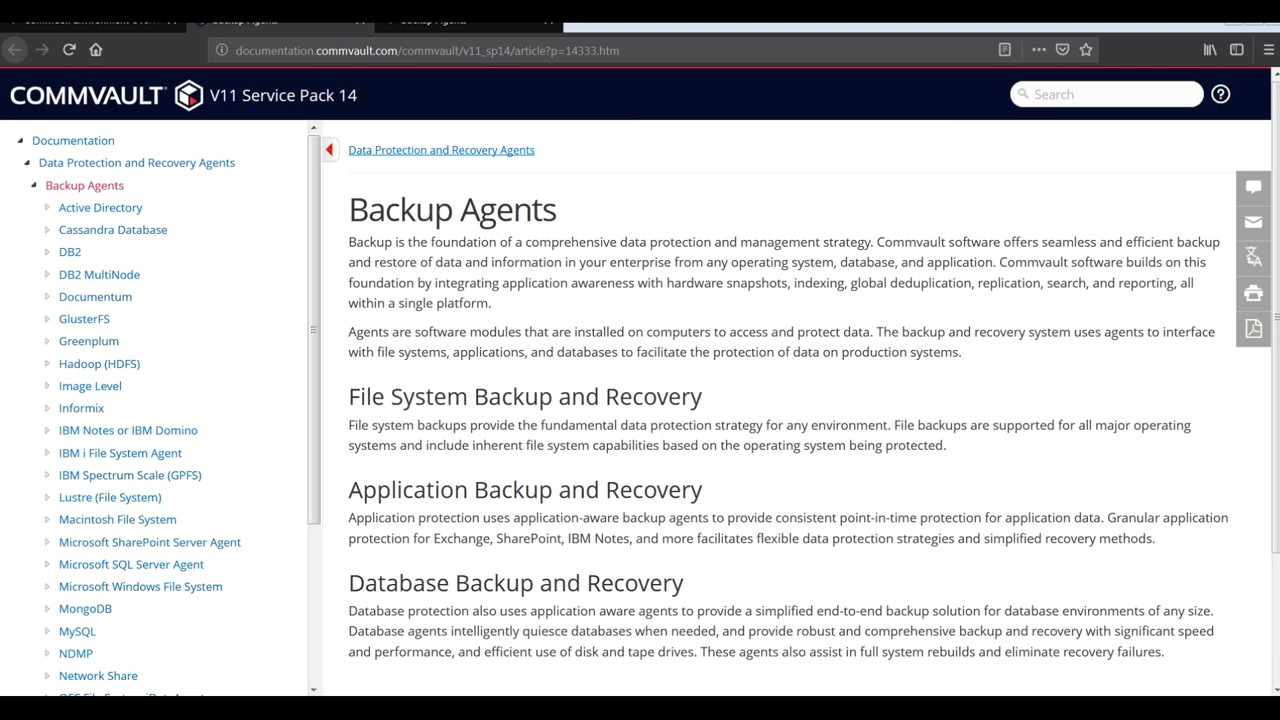 Backup Agents
documentation.commvault.com/commvault/v11_sp14/article?p=14333.htm
COMMVAULT V11 Service Pack 14
Search
Documentation
Data Protection and Recovery Agents
Backup Agents
Active Directory
Cassandra Database
DB2
DB2 MultiNode
Documentum
GlusterFS
Greenplum
Hadoop (HDFS)
Image Level
Informix
IBM Notes or IBM Domino
IBM i File System Agent
IBM Spectrum Scale (GPFS)
Lustre (File System)
Macintosh File System
Microsoft SharePoint Server Agent
Microsoft SQL Server Agent
Microsoft Windows File System
MongoDB
MySQL
NDMP
Network Share
Data Protection and Recovery Agents
Backup Agents
Backup is the foundation of a comprehensive data protection and management strategy. Commvault software offers seamless and efficient backup
and restore of data and information in your enterprise from any operating system, database, and application. Commvault software builds on this
foundation by integrating application awareness with hardware snapshots, indexing, global deduplication, replication, search, and reporting, all
within a single platform.
Agents are software modules that are installed on computers to access and protect data. The backup and recovery system uses agents to interface
with file systems, applications, and databases to facilitate the protection of data on production systems.
File System Backup and Recovery
File system backups provide the fundamental data protection strategy for any environment. File backups are supported for all major operating
systems and include inherent file system capabilities based on the operating system being protected.
Application Backup and Recovery
Application protection uses application-aware backup agents to provide consistent point-in-time protection for application data. Granular application
protection for Exchange, SharePoint, IBM Notes, and more facilitates flexible data protection strategies and simplified recovery methods.
Database Backup and Recovery
Database protection also uses application aware agents to provide a simplified end-to-end backup solution for database environments of any size.
Database agents intelligently quiesce databases when needed, and provide robust and comprehensive backup and recovery with significant speed
and performance, and efficient use of disk and tape drives. These agents also assist in full system rebuilds and eliminate recovery failures.